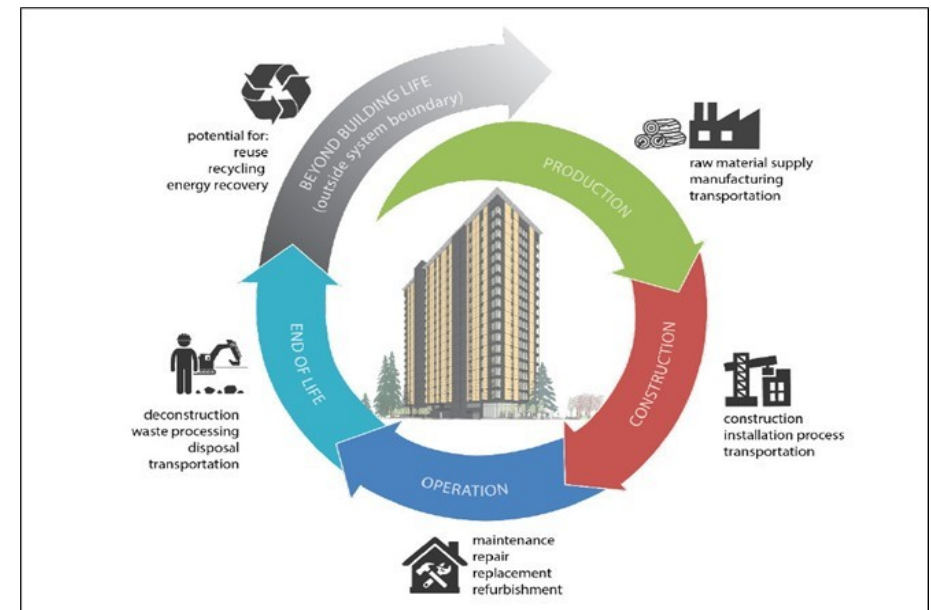 BEYOND BUILDING LIFE
(outside system boundary)
potential for:
reuse
recycling
energy recovery
PRODUCTION
raw material supply
manufacturing
transportation
CONSTRUCTION
construction
installation process
transportation
OPERATION
maintenance
repair
replacement
refurbishment
END OF LIFE
deconstruction
waste processing
disposal
transportation